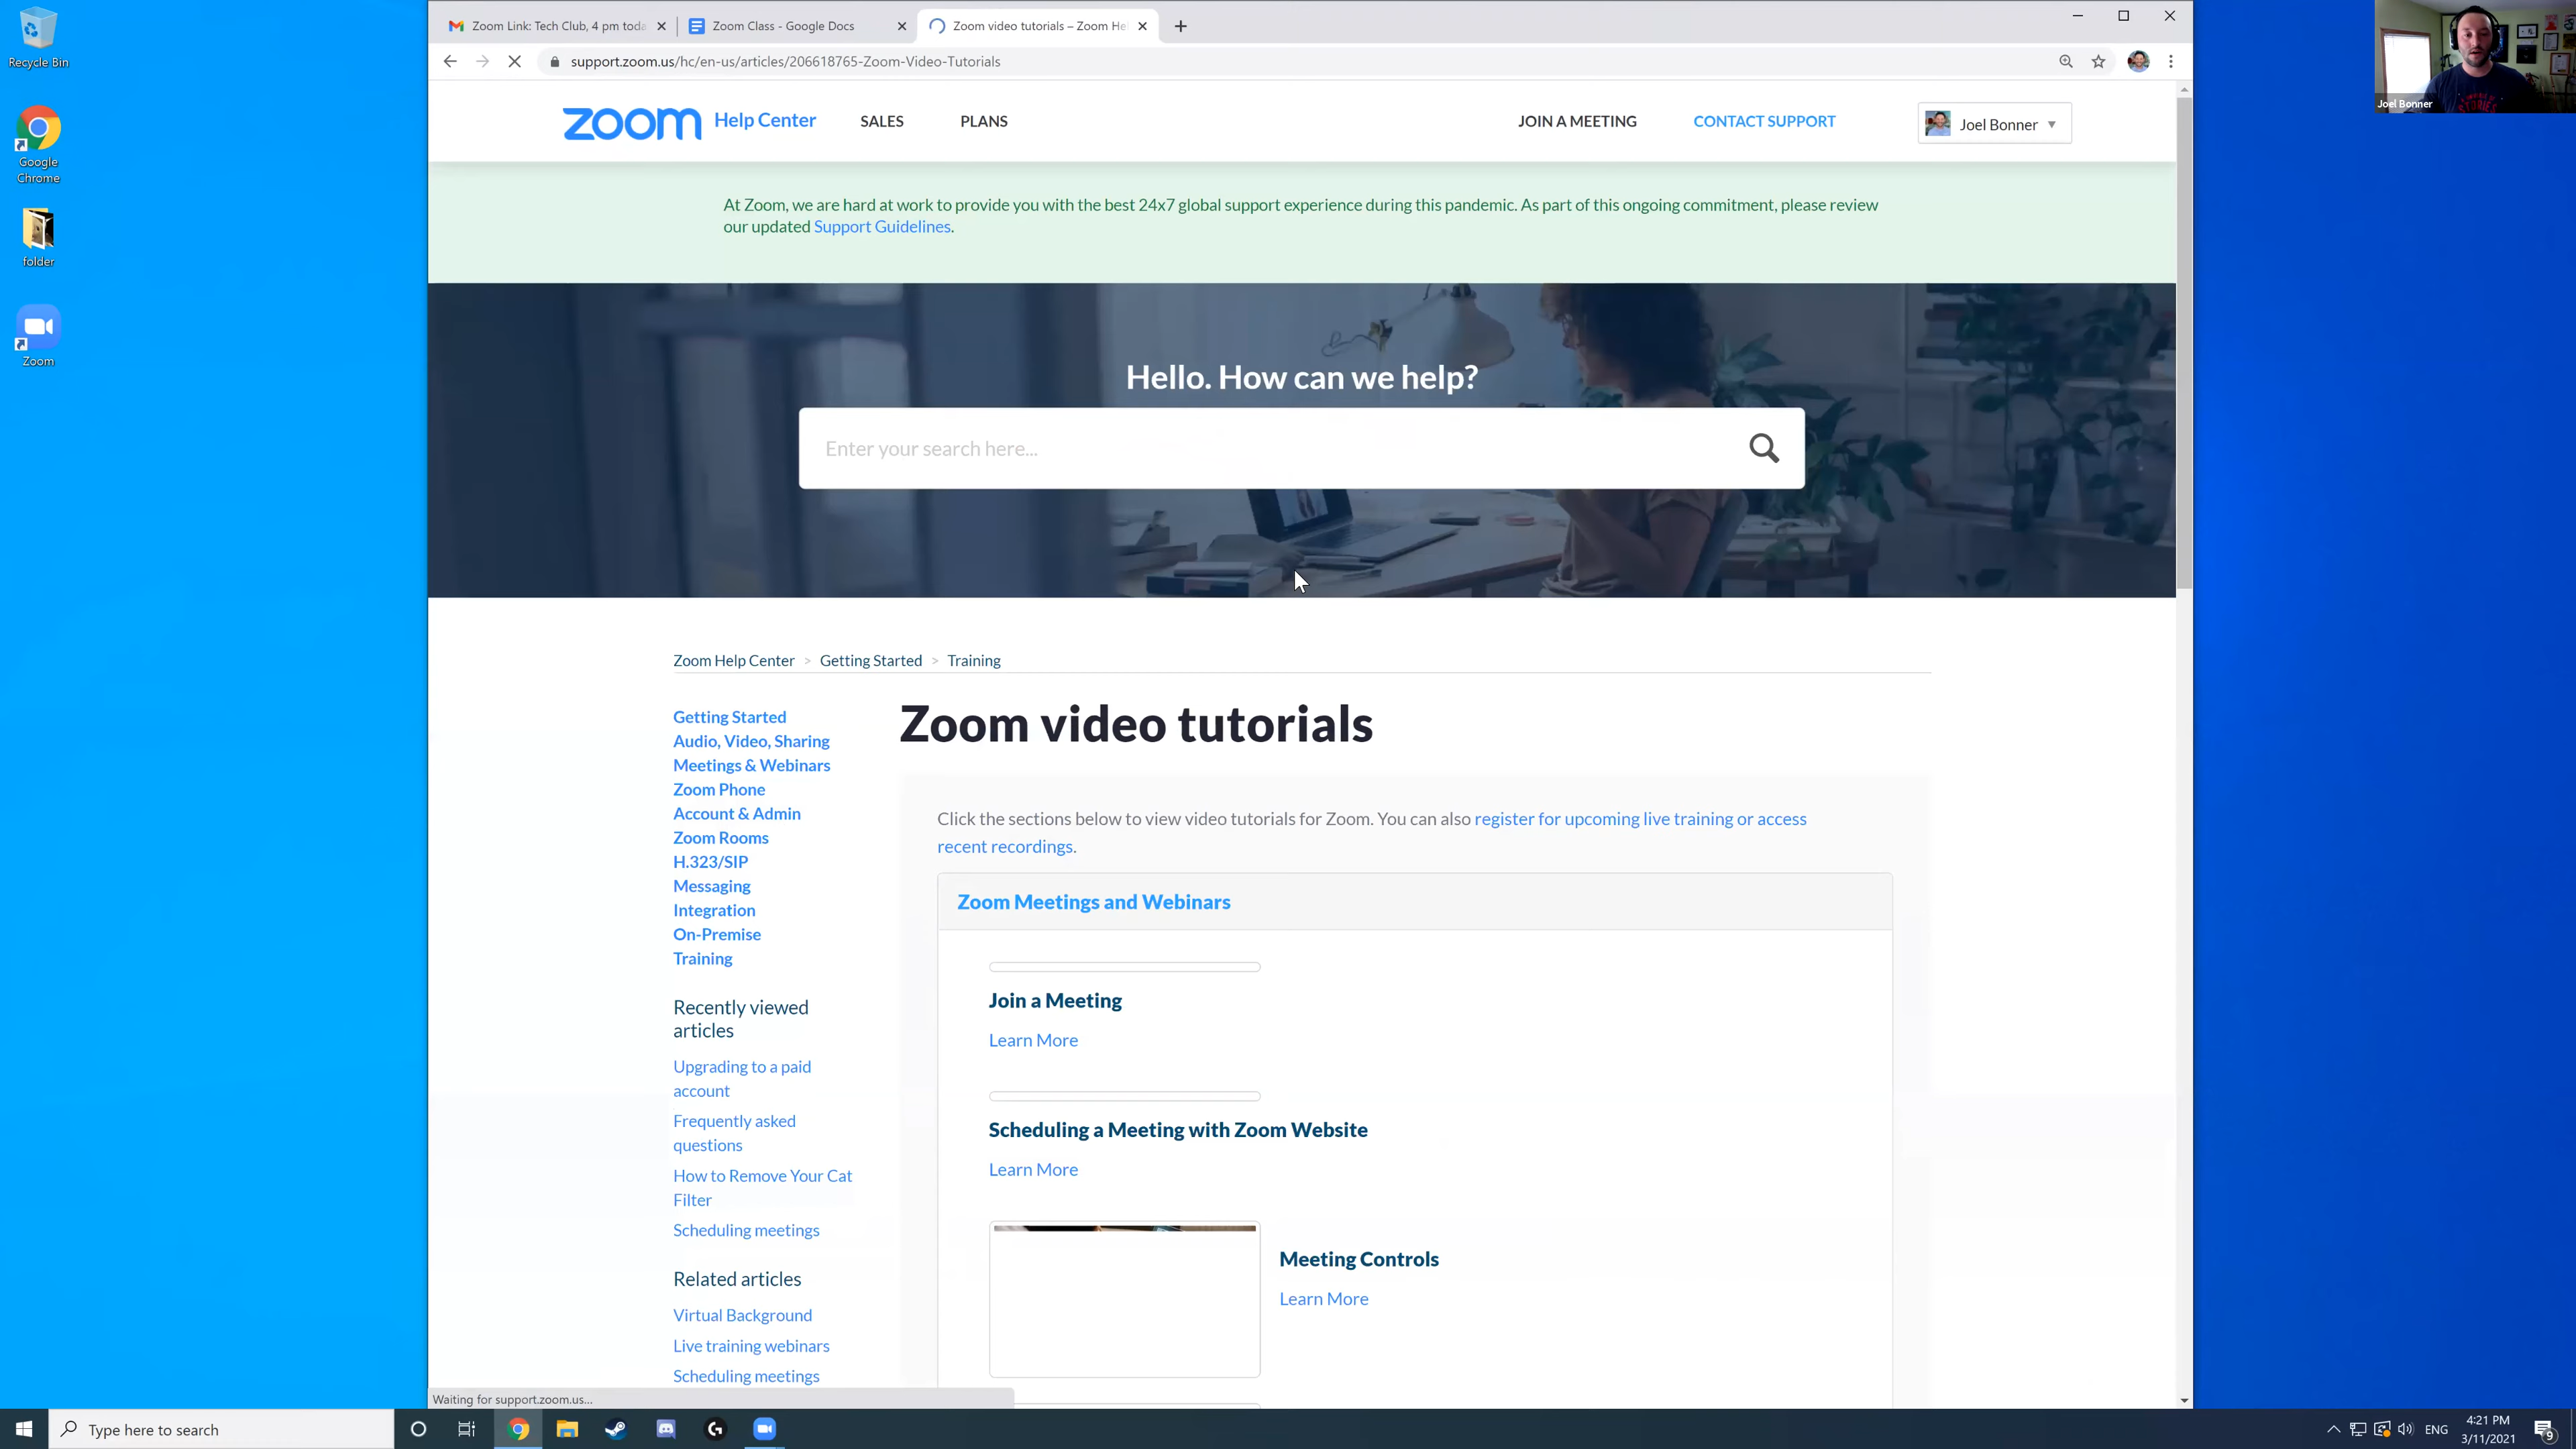 Recycle Bin
Google
Chrome
folder
Zoom
Zoom Link: Tech Club, 4 pm toda
Zoom Class - Google Docs
Zoom video tutorials – Zoom He
support.zoom.us/hc/en-us/articles/206618765-Zoom-Video-Tutorials
Joel Bonner
zoom Help Center
SALES
PLANS
JOIN A MEETING
CONTACT SUPPORT
Joel Bonner
At Zoom, we are hard at work to provide you with the best 24x7 global support experience during this pandemic. As part of this ongoing commitment, please review
our updated Support Guidelines.
Hello. How can we help?
Enter your search here...
Zoom Help Center > Getting Started > Training
Getting Started
Audio, Video, Sharing
Meetings & Webinars
Zoom Phone
Account & Admin
Zoom Rooms
H.323/SIP
Messaging
Integration
On-Premise
Training
Recently viewed
articles
Upgrading to a paid
account
Frequently asked
questions
How to Remove Your Cat
Filter
Scheduling meetings
Related articles
Virtual Background
Live training webinars
Scheduling meetings
Zoom video tutorials
Click the sections below to view video tutorials for Zoom. You can also register for upcoming live training or access
recent recordings.
Zoom Meetings and Webinars
Join a Meeting
Learn More
Scheduling a Meeting with Zoom Website
Learn More
Meeting Controls
Learn More
Waiting for support.zoom.us...
Type here to search
ENG
4:21 PM
3/11/2021
9